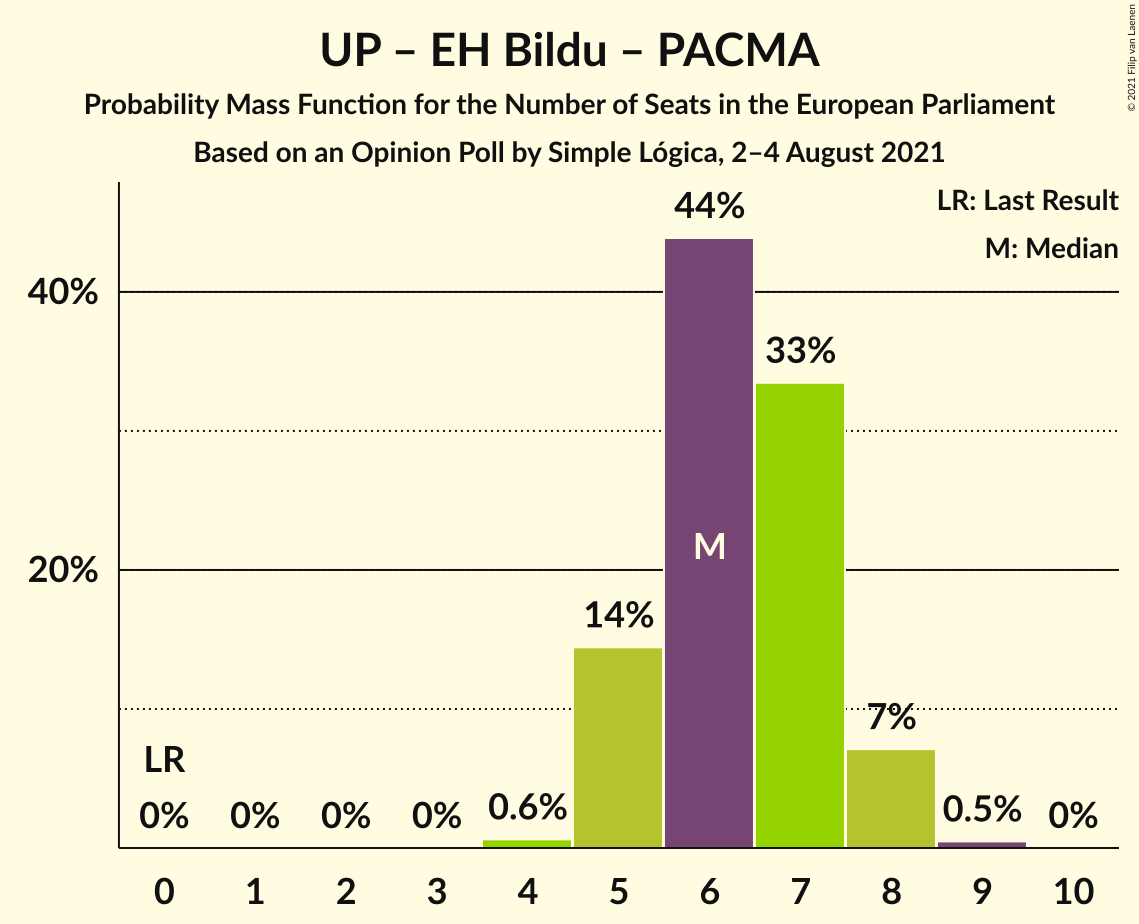 UP – EH Bildu – PACMA
Probability Mass Function for the Number of Seats in the European Parliament
Based on an Opinion Poll by Simple Lógica, 2–4 August 2021
© 2021 Filip van Laenen
LR: Last Result
M: Median
44%
40%
33%
M
20%
14%
7%
LR
0% 0% 0% 0% 0.6% 0.5% 0%
0 1 2 3 4 5 6 7 8 9 10